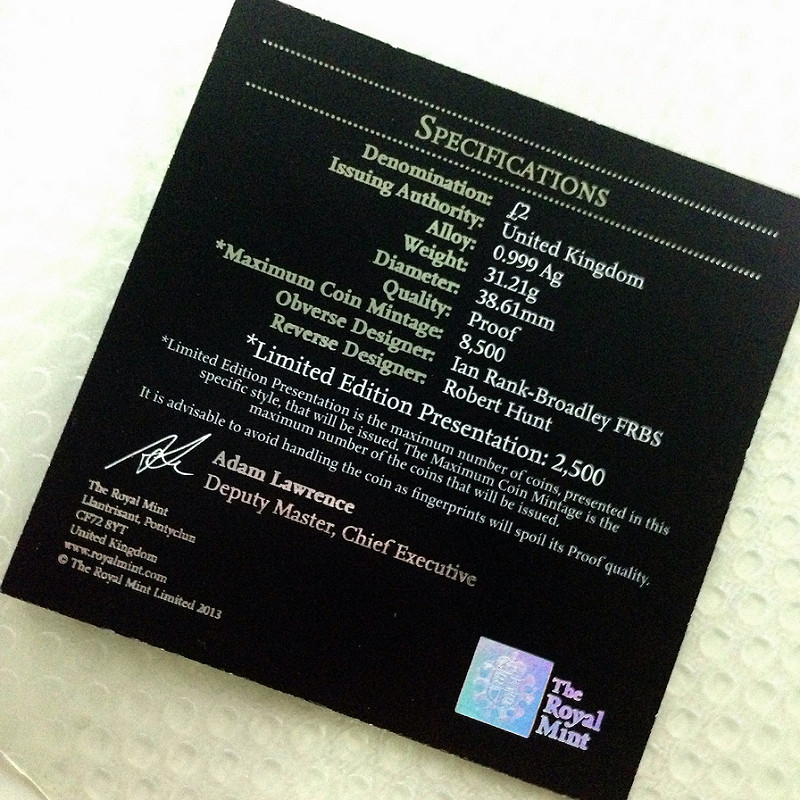 SPECIFICATIONS
Denomination: £2
Issuing Authority: United Kingdom
Alloy: 0.999 Ag
Weight: 31.21g
Diameter: 38.61mm
Quality: Proof
*Maximum Coin Mintage: 8,500
Obverse Designer: Ian Rank-Broadley FRBS
Reverse Designer: Robert Hunt
*Limited Edition Presentation: 2,500
*Limited Edition Presentation is the maximum number of coins, presented in this
specific style, that will be issued. The Maximum Coin Mintage is the
maximum number of the coins that will be issued.
It is advisable to avoid handling the coin as fingerprints will spoil its Proof quality.
Adam Lawrence
Deputy Master, Chief Executive
The Royal Mint
Llantrisant, Pontyclun
CF72 8YT
United Kingdom
www.royalmint.com
© The Royal Mint Limited 2013
The
Royal
Mint